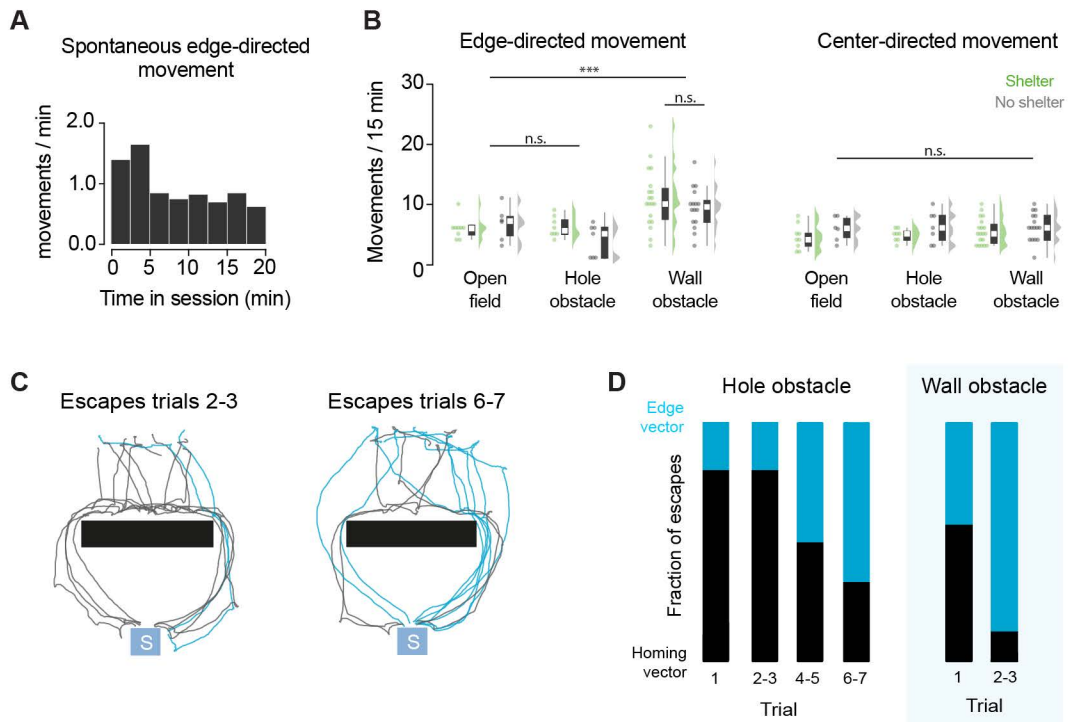 A
Spontaneous edge-directed
movement
movements / min
2.0
1.0
0.0
0
5
10
15
20
Time in session (min)
B
Edge-directed movement
Center-directed movement
Shelter
No shelter
Movements / 15 min
30
20
10
0
***
n.s.
n.s.
n.s.
Open
field
Hole
obstacle
Wall
obstacle
Open
field
Hole
obstacle
Wall
obstacle
C
Escapes trials 2-3
Escapes trials 6-7
S
S
D
Hole obstacle
Wall obstacle
Edge
vector
Fraction of escapes
Homing
vector
1
2-3
4-5
6-7
Trial
1
2-3
Trial